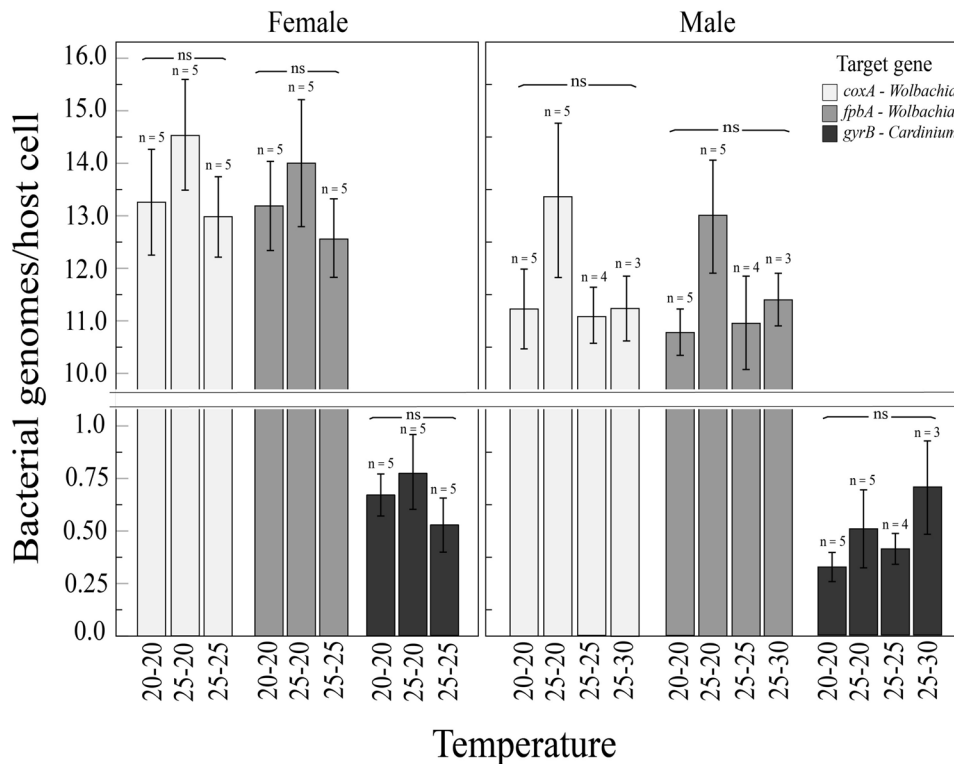 Female
Male
Bacterial genomes/host cell
16.0
15.0
14.0
13.0
12.0
11.0
10.0
1.0
0.75
0.50
0.25
0.0
ns
n = 5
n = 5
n = 5
ns
n = 5
n = 5
n = 5
ns
n = 5
n = 5
n = 5
ns
n = 5
n = 5
n = 4
n = 3
ns
n = 5
n = 5
n = 4
n = 3
ns
n = 5
n = 5
n = 4
n = 3
Target gene
coxA - Wolbachia
fpbA - Wolbachia
gyrB - Cardinium
20-20
25-20
25-25
20-20
25-20
25-25
20-20
25-20
25-25
20-20
25-20
25-25
25-30
20-20
25-20
25-25
25-30
20-20
25-20
25-25
25-30
Temperature